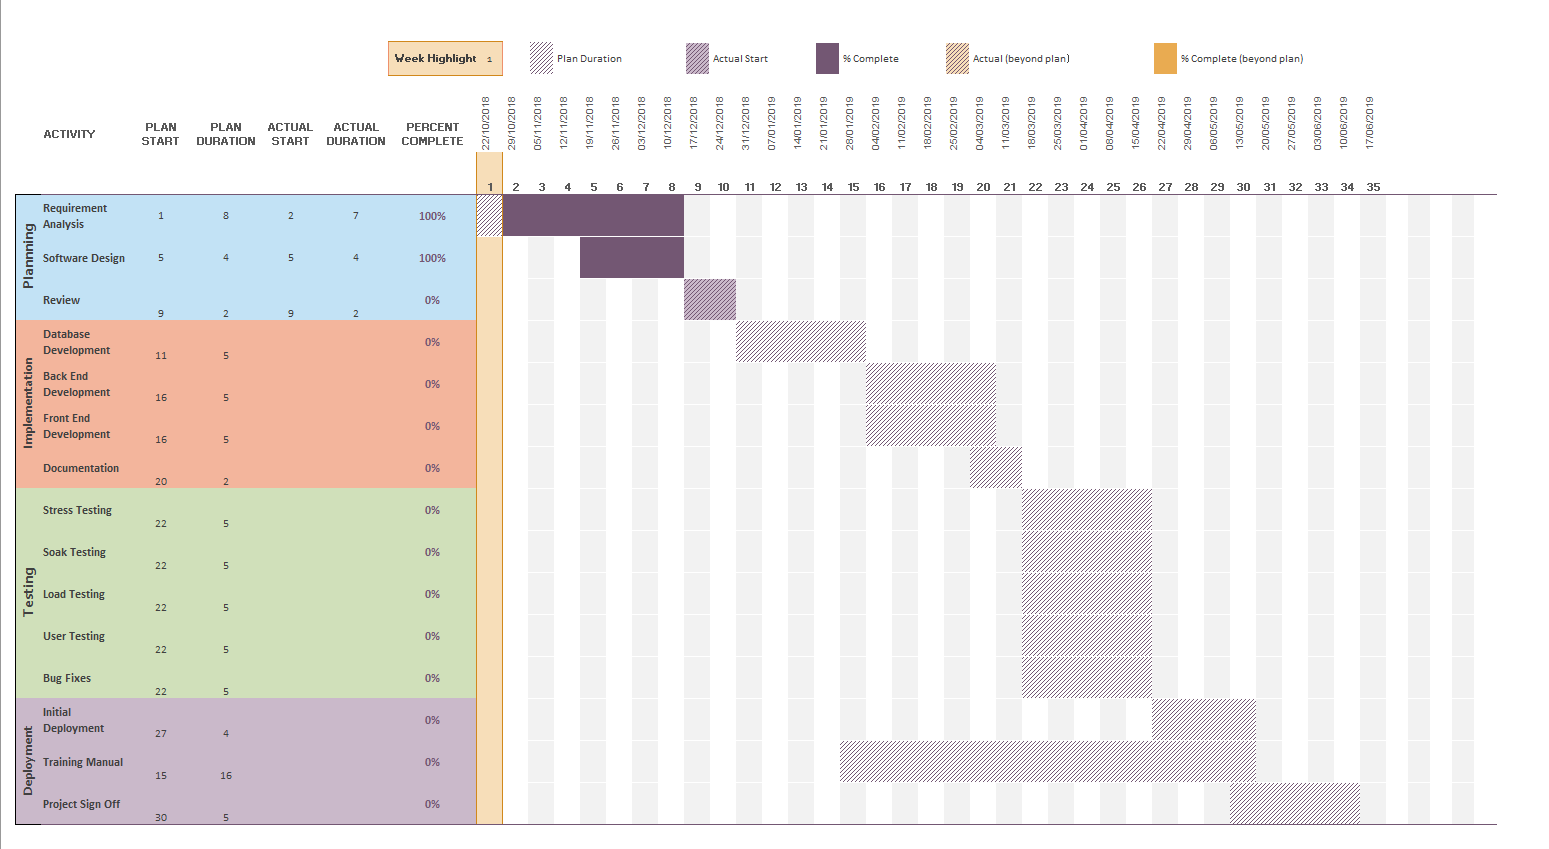 Week Highlight 1 Plan Duration Actual Start % Complete Actual (beyond plan) % Complete (beyond plan)
ACTIVITY PLAN START PLAN DURATION ACTUAL START ACTUAL DURATION PERCENT COMPLETE
22/10/2018 29/10/2018 05/11/2018 12/11/2018 19/11/2018 26/11/2018 03/12/2018 10/12/2018 17/12/2018 24/12/2018 31/12/2018 07/01/2019 14/01/2019 21/01/2019 28/01/2019 04/02/2019 11/02/2019 18/02/2019 25/02/2019 04/03/2019 11/03/2019 18/03/2019 25/03/2019 01/04/2019 08/04/2019 15/04/2019 22/04/2019 29/04/2019 06/05/2019 13/05/2019 20/05/2019 27/05/2019 03/06/2019 10/06/2019 17/06/2019
1 2 3 4 5 6 7 8 9 10 11 12 13 14 15 16 17 18 19 20 21 22 23 24 25 26 27 28 29 30 31 32 33 34 35
Plannning
Requirement Analysis 1 8 2 7 100%
Software Design 5 4 5 4 100%
Review 9 2 9 2 0%
Implementation
Database Development 11 5 0%
Back End Development 16 5 0%
Front End Development 16 5 0%
Documentation 20 2 0%
Testing
Stress Testing 22 5 0%
Soak Testing 22 5 0%
Load Testing 22 5 0%
User Testing 22 5 0%
Bug Fixes 22 5 0%
Deployment
Initial Deployment 27 4 0%
Training Manual 15 16 0%
Project Sign Off 30 5 0%